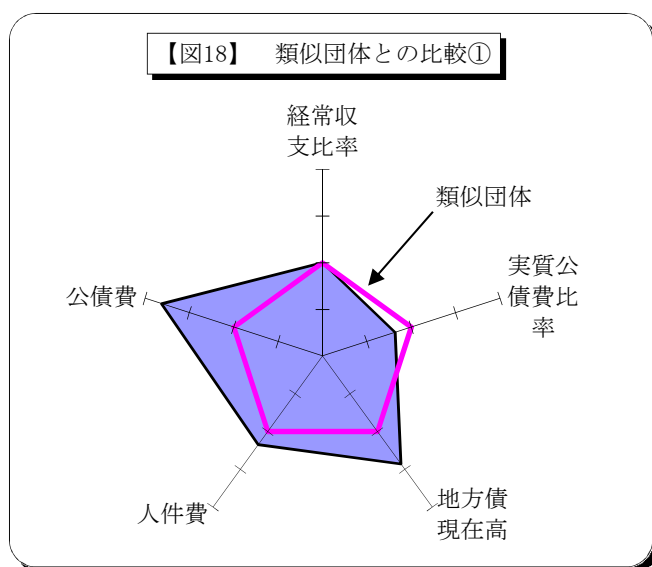 【図18】　類似団体との比較①
経常収
支比率
類似団体
実質公
債費比
率
公債費
人件費
地方債
現在高